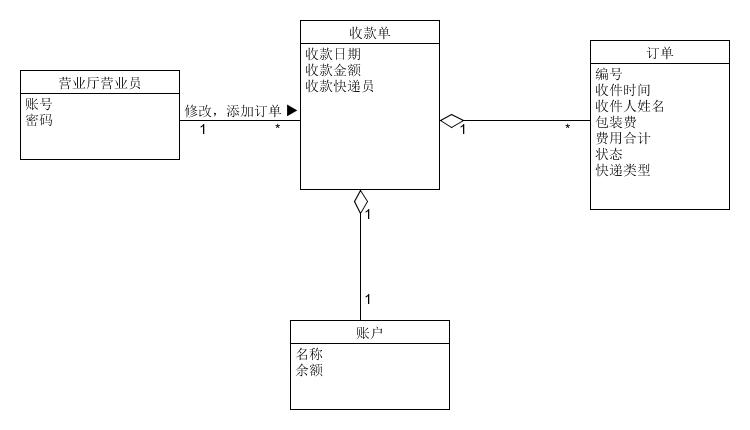 营业厅营业员
账号
密码
修改，添加订单
1
*
收款单
收款日期
收款金额
收款快递员
1
*
订单
编号
收件时间
收件人姓名
包装费
费用合计
状态
快递类型
1
1
账户
名称
余额